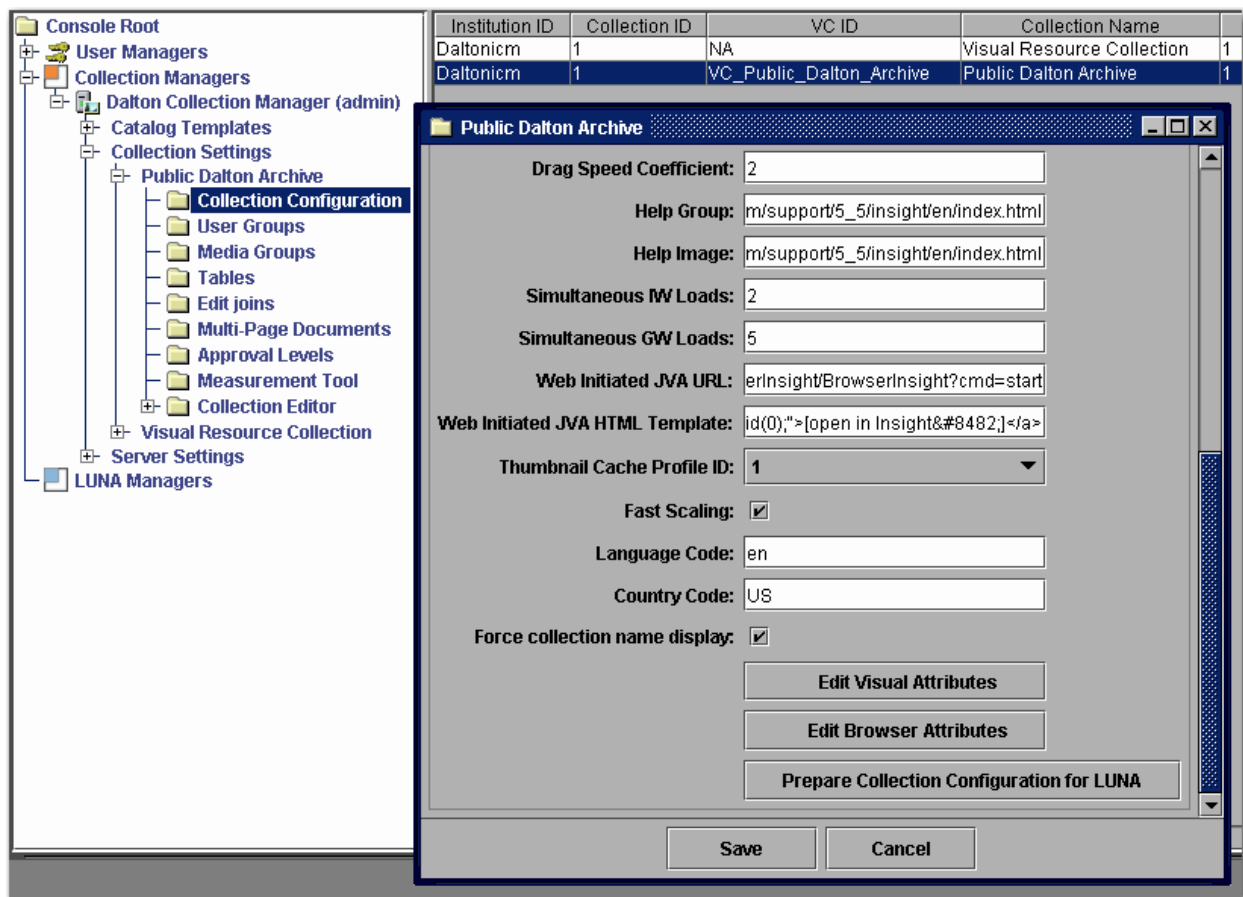 Console Root
User Managers
Collection Managers
Dalton Collection Manager (admin)
Catalog Templates
Collection Settings
Public Dalton Archive
Collection Configuration
User Groups
Media Groups
Tables
Edit joins
Multi-Page Documents
Approval Levels
Measurement Tool
Collection Editor
Visual Resource Collection
Server Settings
LUNA Managers
Institution ID Collection ID VC ID Collection Name
Daltonicm 1 NA Visual Resource Collection 1
Daltonicm 1 VC_Public_Dalton_Archive Public Dalton Archive 1
Public Dalton Archive
Drag Speed Coefficient: 2
Help Group: m/support/5_5/insight/en/index.html
Help Image: m/support/5_5/insight/en/index.html
Simultaneous IW Loads: 2
Simultaneous GW Loads: 5
Web Initiated JVA URL: erInsight/BrowserInsight?cmd=start
Web Initiated JVA HTML Template: id(0);">[open in Insight&#8482;]</a>
Thumbnail Cache Profile ID: 1
Fast Scaling:
Language Code: en
Country Code: US
Force collection name display:
Edit Visual Attributes
Edit Browser Attributes
Prepare Collection Configuration for LUNA
Save Cancel